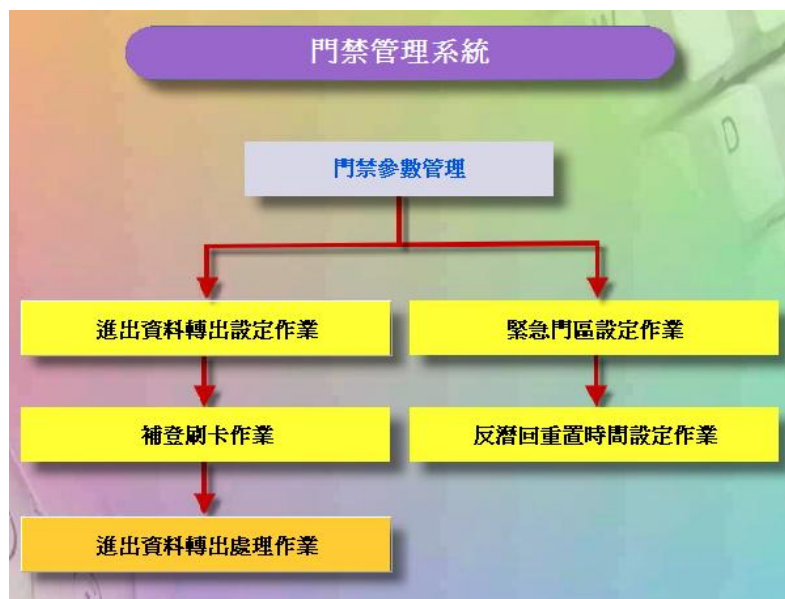 門禁管理系統
門禁參數管理
進出資料轉出設定作業
緊急門區設定作業
補登刷卡作業
反潛回重置時間設定作業
進出資料轉出處理作業